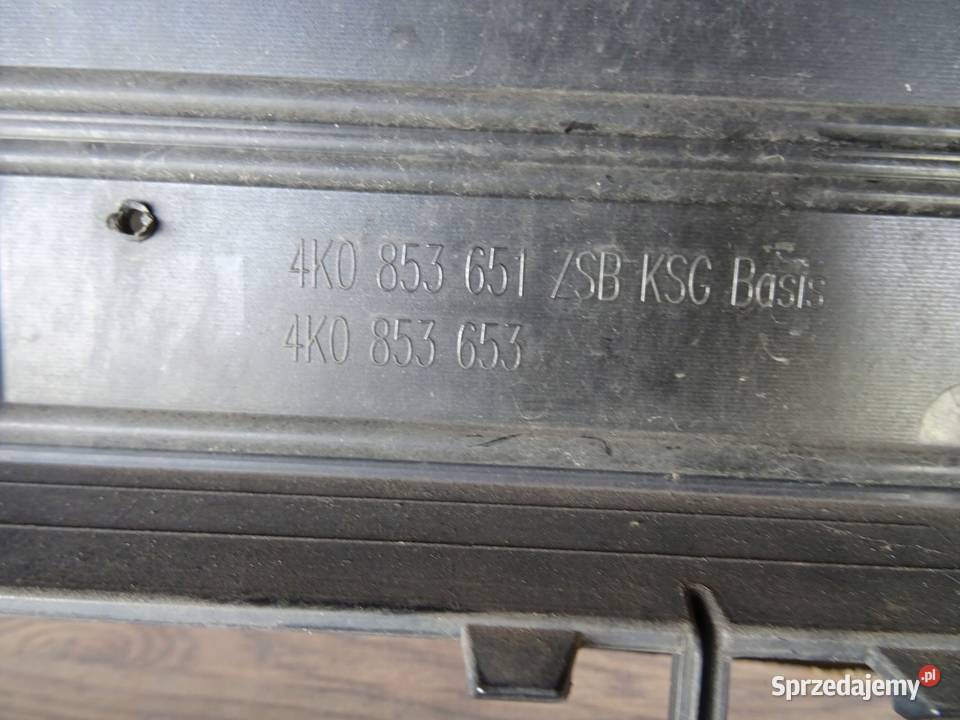 4K0 853 651 ZSB KSG Basis
4K0 853 653
Sprzedajemy.pl